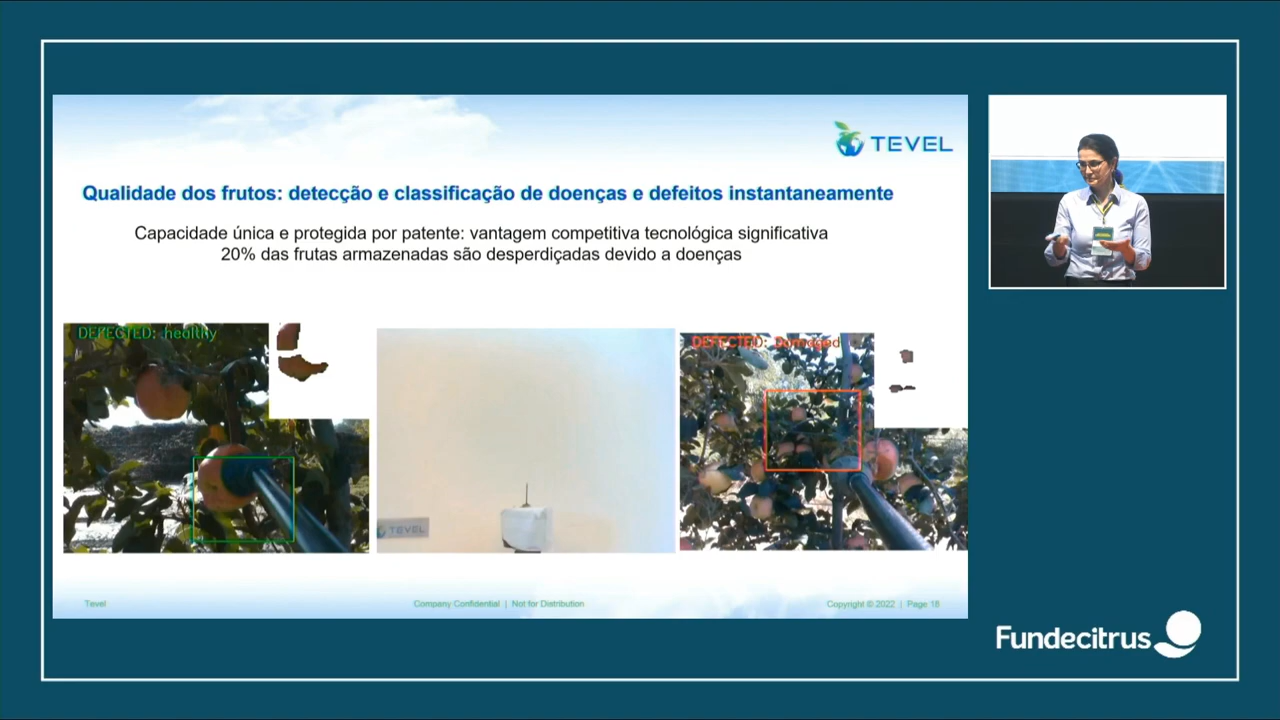 TEVEL
Qualidade dos frutos: detecção e classificação de doenças e defeitos instantaneamente
Capacidade única e protegida por patente: vantagem competitiva tecnológica significativa
20% das frutas armazenadas são desperdiçadas devido a doenças
DEFECTED: healthy
DEFECTED: Damaged
TEVEL
Tevel
Company Confidential | Not for Distribution
Copyright © 2022 | Page 18
Fundecitrus